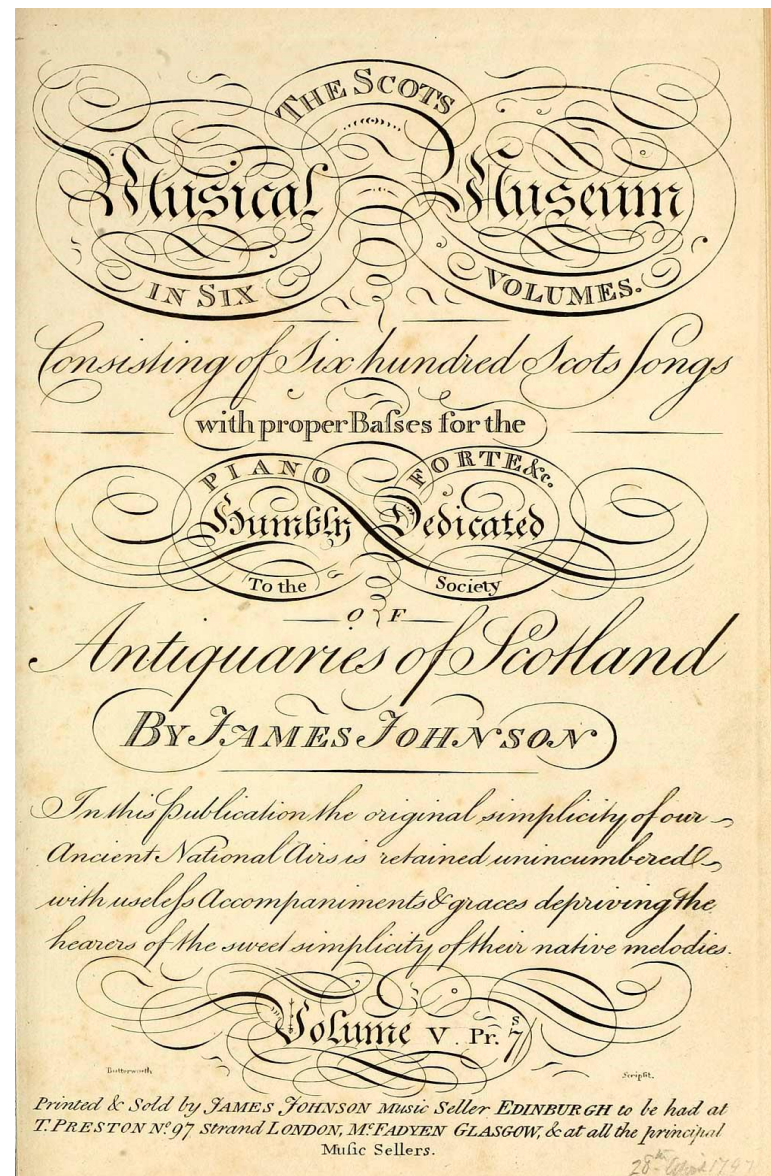 THE SCOTS
Musical Museum
IN SIX VOLUMES.
Consisting of Six hundred Scots Songs
with proper Baſses for the
PIANO FORTE &c.
Humbly Dedicated
To the Society
OF
Antiquaries of Scotland
BY JAMES JOHNSON
In this Publication the original simplicity of our
Ancient National Airs is retained unincumbered
with useleſs Accompaniments & graces depriving the
hearers of the sweet simplicity of their native melodies.
Volume V. Pr. 7s
Butterworth Scripſit.
Printed & Sold by JAMES JOHNSON Music Seller EDINBURGH to be had at
T. PRESTON No. 97 Strand LONDON, McFADYEN GLASGOW, & at all the principal
Muſic Sellers.
28th 1797